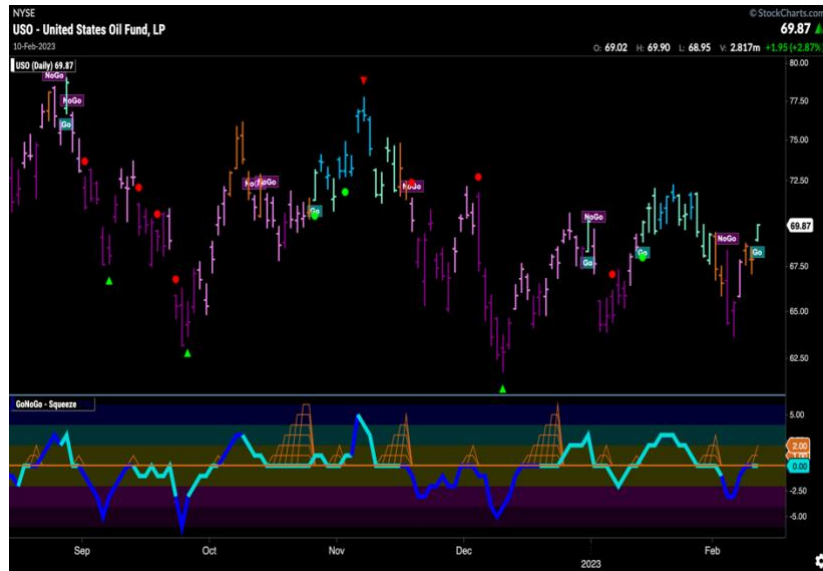 NYSE
© StockCharts.com
USO - United States Oil Fund, LP
69.87
10-Feb-2023
O: 69.02 H: 69.90 L: 68.95 V: 2.817m +1.95 (+2.87%)
USO (Daily) 69.87
80.00
NoGo
NoGo
77.50
Go
75.00
NoGo
NoGo
NoGo
72.50
Go
NoGo
69.87
NoGo
Go
Go
Go
67.50
65.00
62.50
GoNoGo - Squeeze
5.00
2.00
1.00
0.00
-2.50
-5.00
Sep
Oct
Nov
Dec
2023
Feb